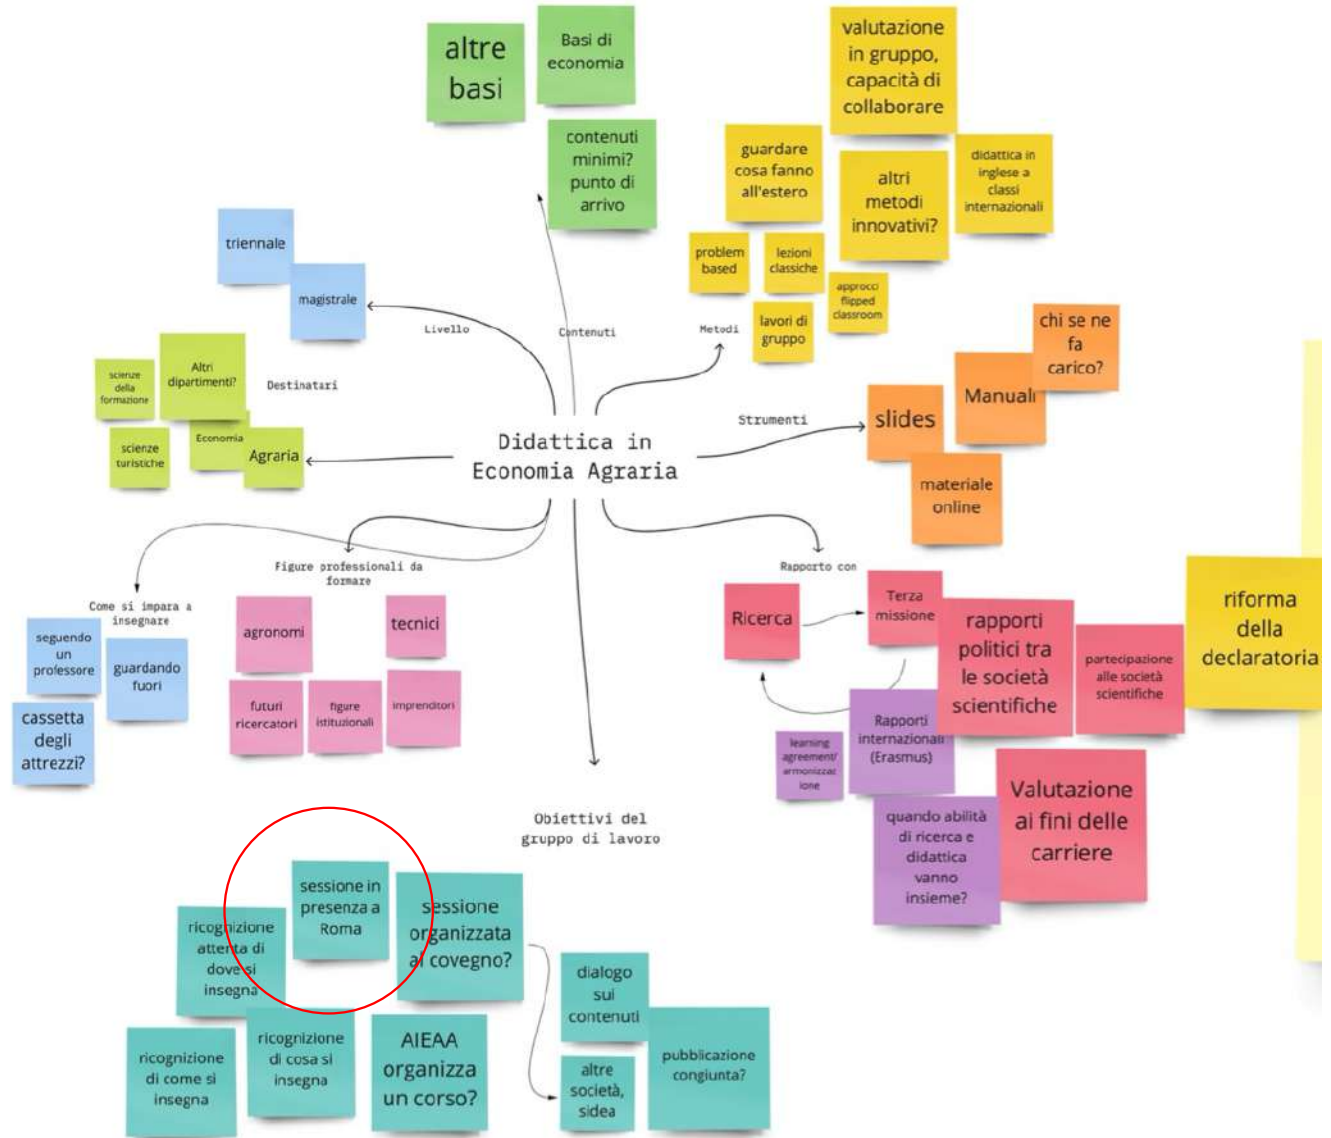 altre
basi
Basi di
economia
contenuti
minimi?
punto di
arrivo
valutazione
in gruppo,
capacità di
collaborare
guardare
cosa fanno
all'estero
altri
metodi
innovativi?
didattica in
inglese a
classi
internazionali
problem
based
lezioni
classiche
approcci
flipped
classroom
lavori di
gruppo
triennale
magistrale
Livello
Contenuti
Metodi
chi se ne
fa
carico?
Manuali
slides
materiale
online
Strumenti
scienze
della
formazione
Altri
dipartimenti?
Destinatari
scienze
turistiche
Economia
Agraria
Didattica in
Economia Agraria
Figure professionali da
formare
agronomi
tecnici
futuri
ricercatori
figure
istituzionali
imprenditori
Come si impara a
insegnare
seguendo
un
professore
guardando
fuori
cassetta
degli
attrezzi?
Rapporto con
Ricerca
Terza
missione
rapporti
politici tra
le società
scientifiche
partecipazione
alle società
scientifiche
riforma
della
declaratoria
learning
agreement/
armonizzaz
ione
Rapporti
internazionali
(Erasmus)
quando abilità
di ricerca e
didattica
vanno
insieme?
Valutazione
ai fini delle
carriere
Obiettivi del
gruppo di lavoro
sessione in
presenza a
Roma
ricognizione
attenta di
dove si
insegna
sessione
organizzata
al covegno?
ricognizione
di come si
insegna
ricognizione
di cosa si
insegna
AIEAA
organizza
un corso?
dialogo
sui
contenuti
altre
società,
sidea
pubblicazione
congiunta?